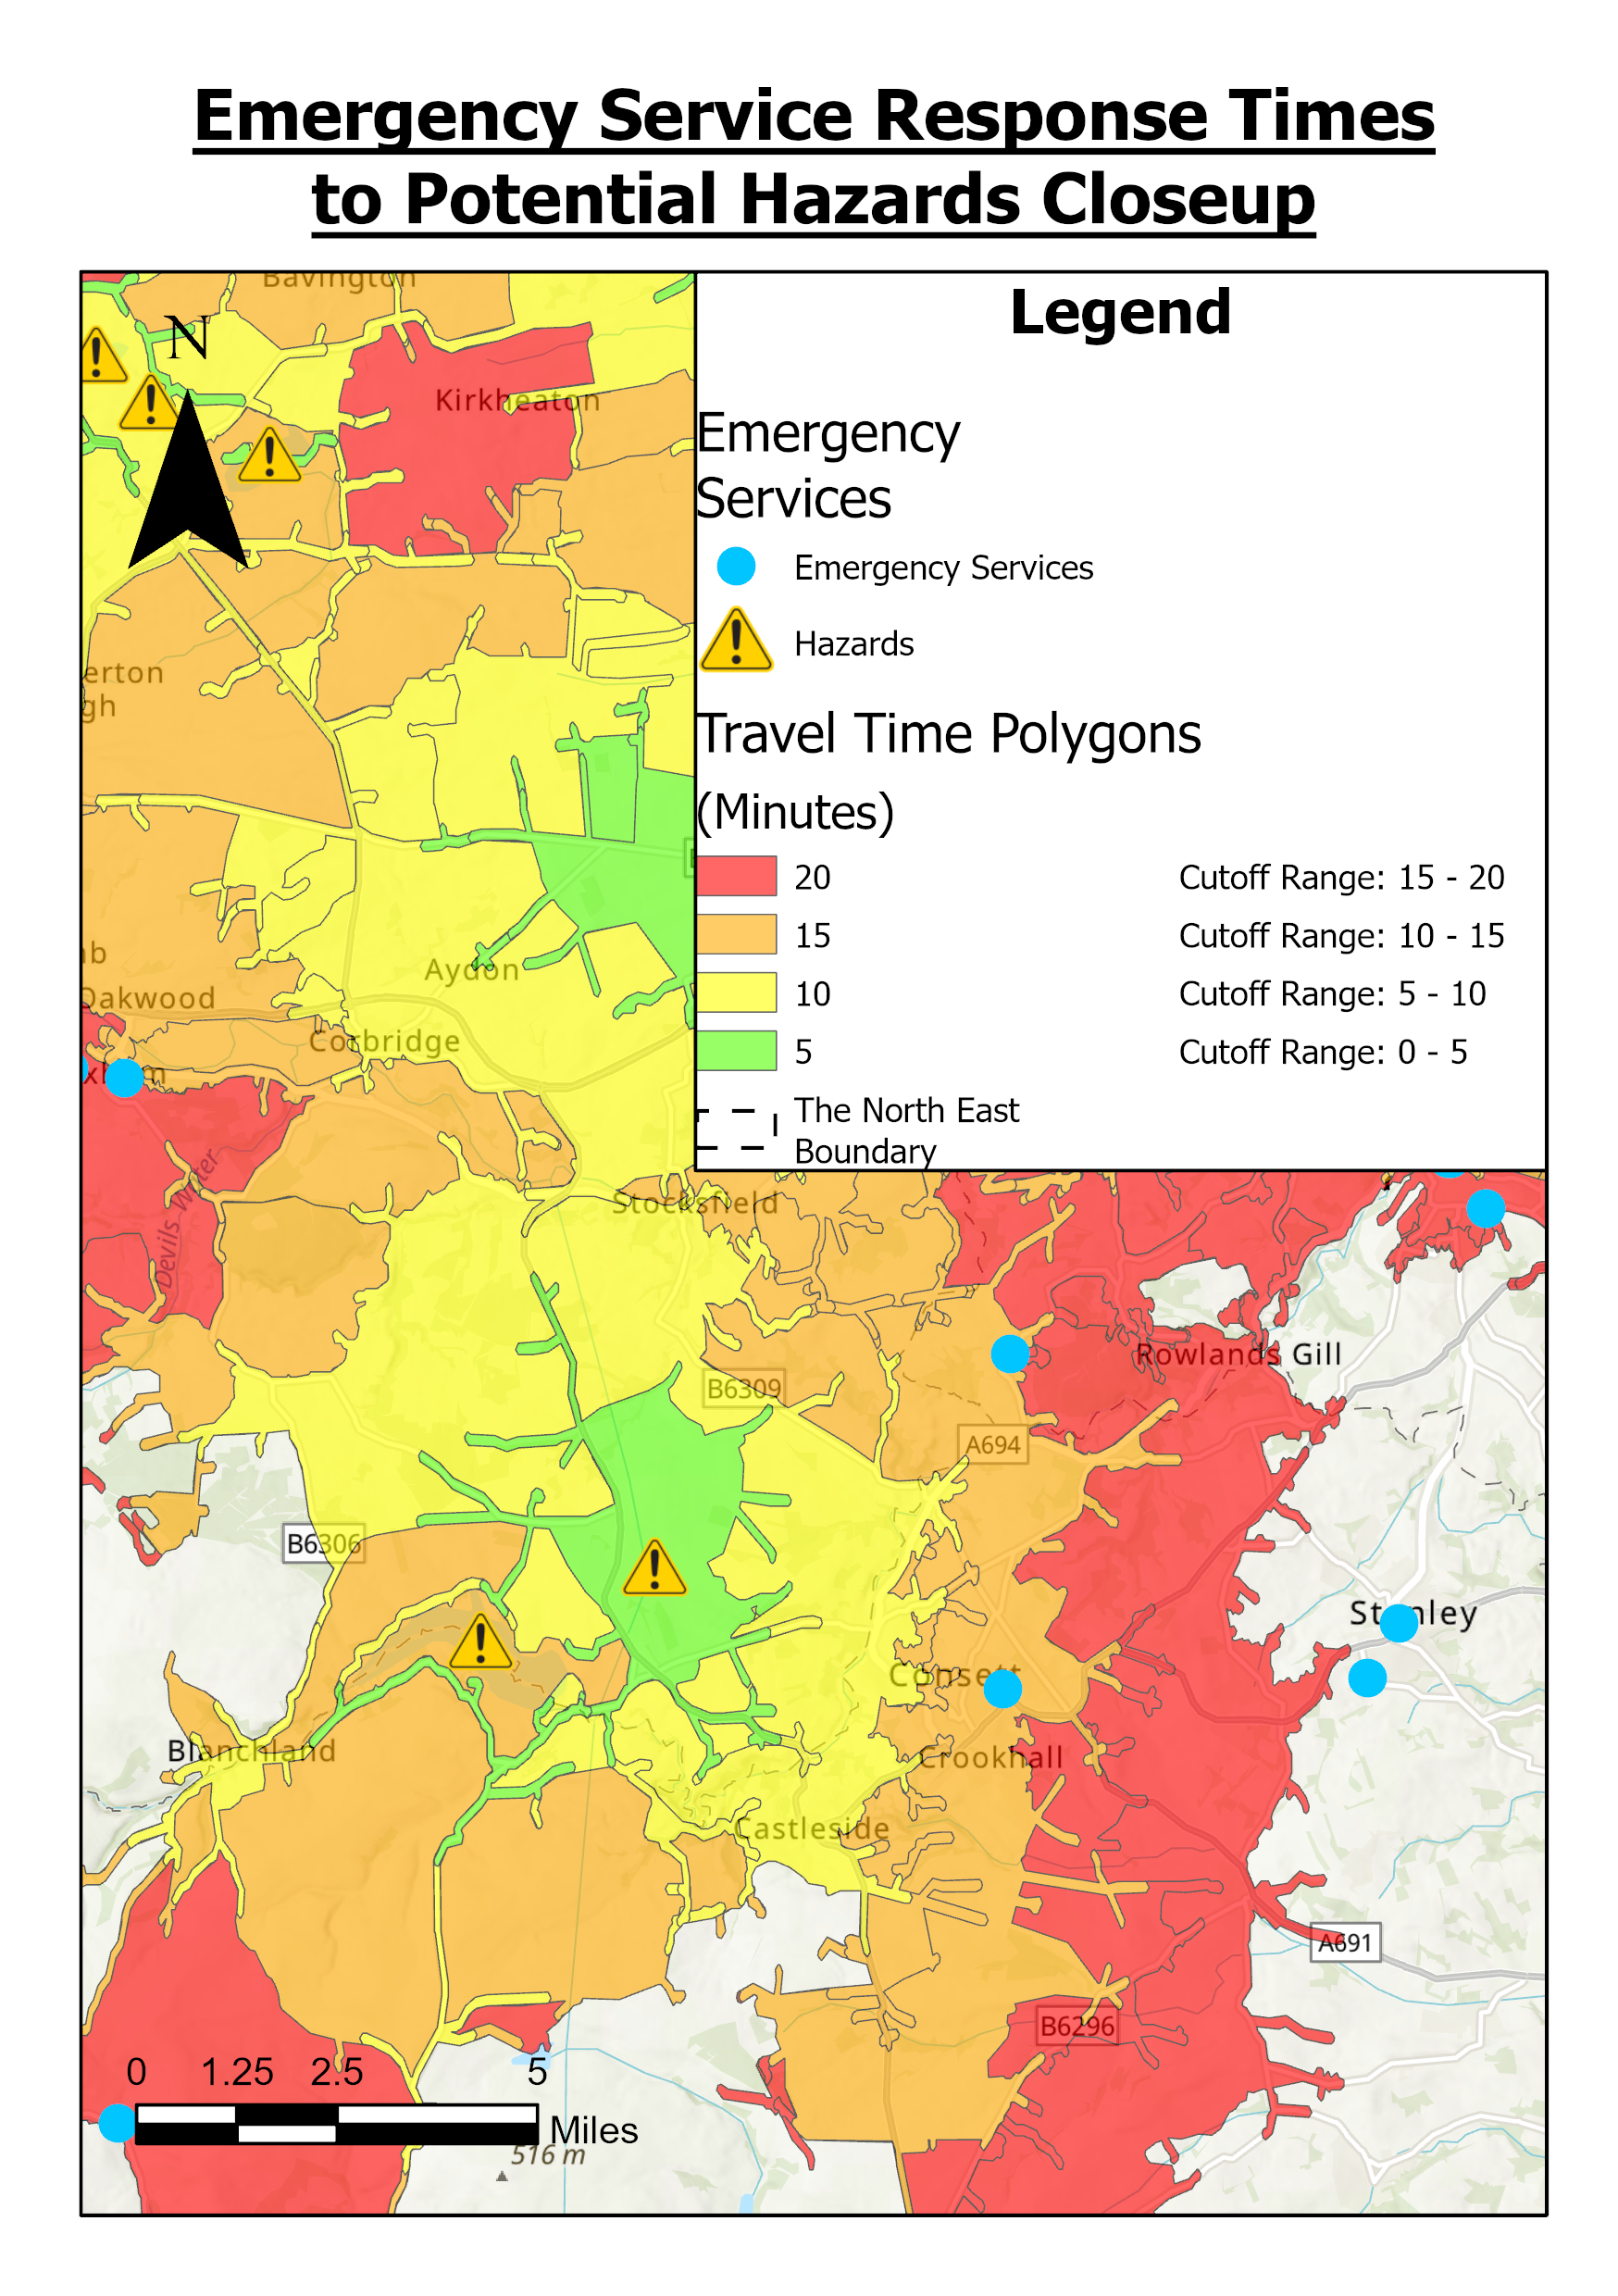 Emergency Service Response Times
to Potential Hazards Closeup
Bavington
N
Kirkheaton
erton
gh
Aydon
Oakwood
Corbridge
Devils Water
Stocksfield
B6309
A694
Rowlands Gill
B6306
Consett
Crookhall
Blanchland
Castleside
A691
B6296
516 m
0 1.25 2.5 5
Miles
Legend
Emergency
Services
Emergency Services
Hazards
Travel Time Polygons
(Minutes)
20 Cutoff Range: 15 - 20
15 Cutoff Range: 10 - 15
10 Cutoff Range: 5 - 10
5 Cutoff Range: 0 - 5
The North East
Boundary